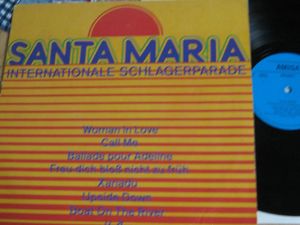 SANTA MARIA
INTERNATIONALE SCHLAGERPARADE
Woman in Love
Call Me
Ballade pour Adeline
Freu dich bloß nicht zu früh
Xanadu
Upside Down
Boat On The River
AMIGA